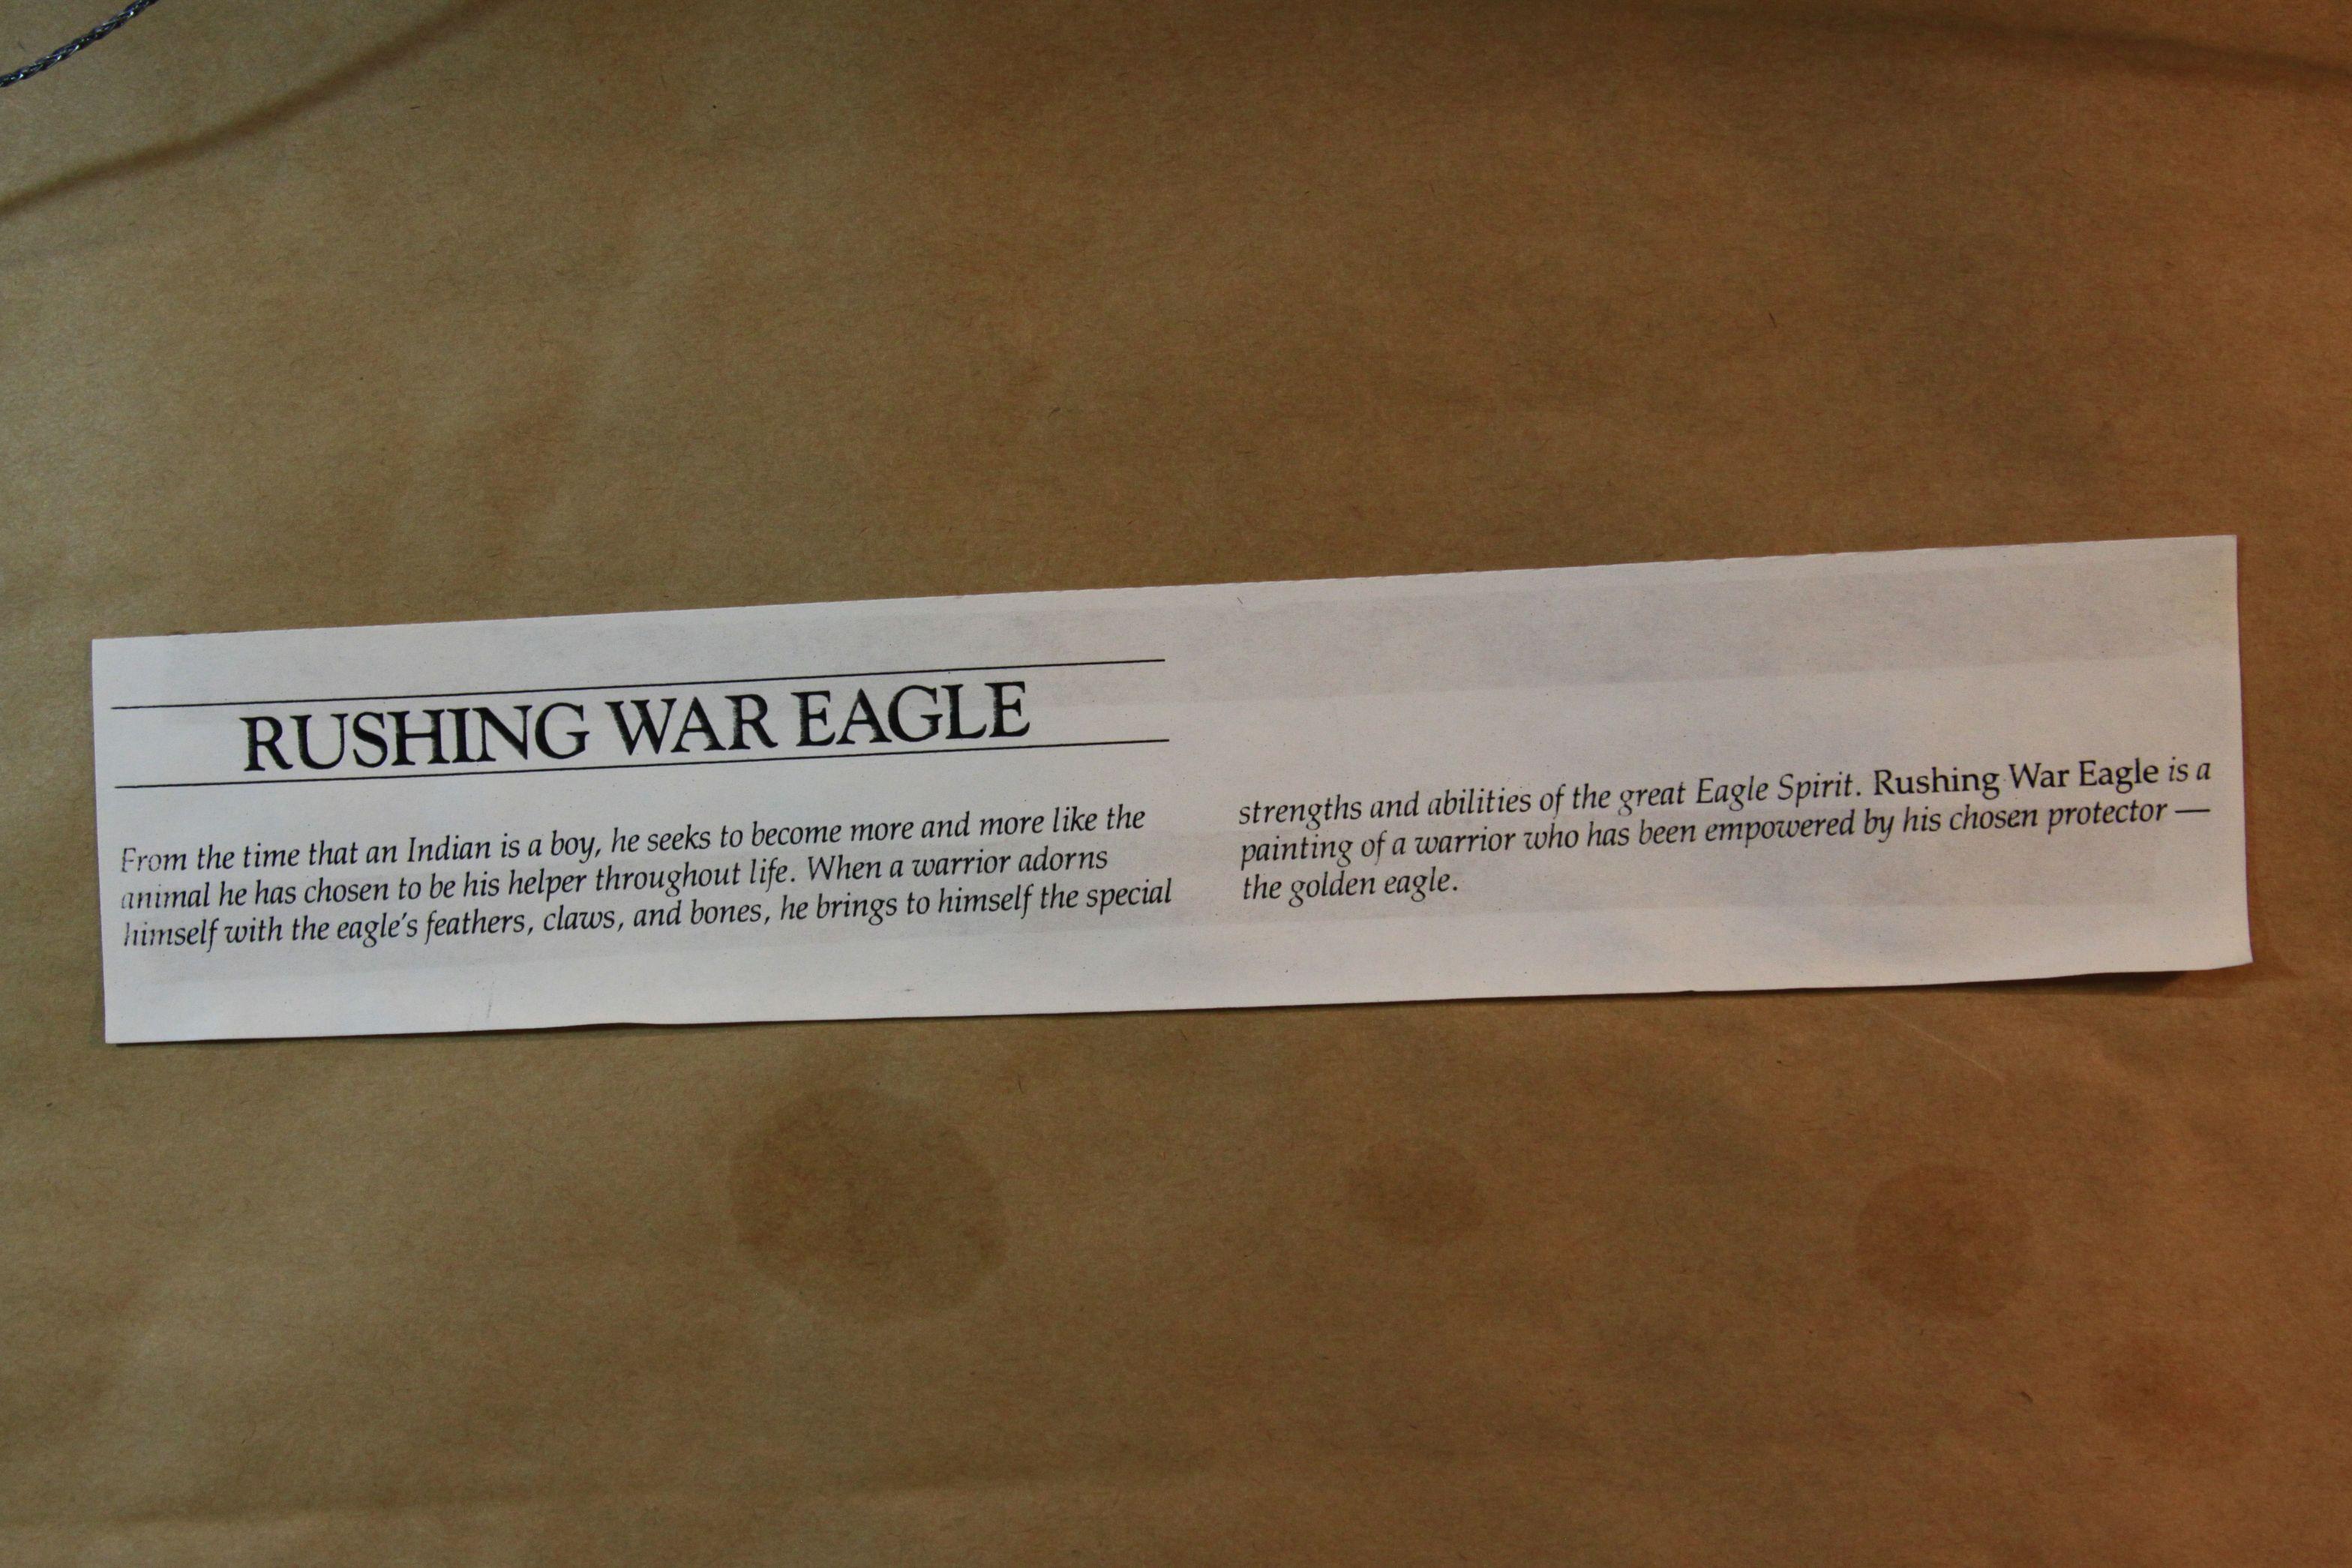 RUSHING WAR EAGLE
From the time that an Indian is a boy, he seeks to become more and more like the
animal he has chosen to be his helper throughout life. When a warrior adorns
himself with the eagle's feathers, claws, and bones, he brings to himself the special
strengths and abilities of the great Eagle Spirit. Rushing War Eagle is a
painting of a warrior who has been empowered by his chosen protector —
the golden eagle.